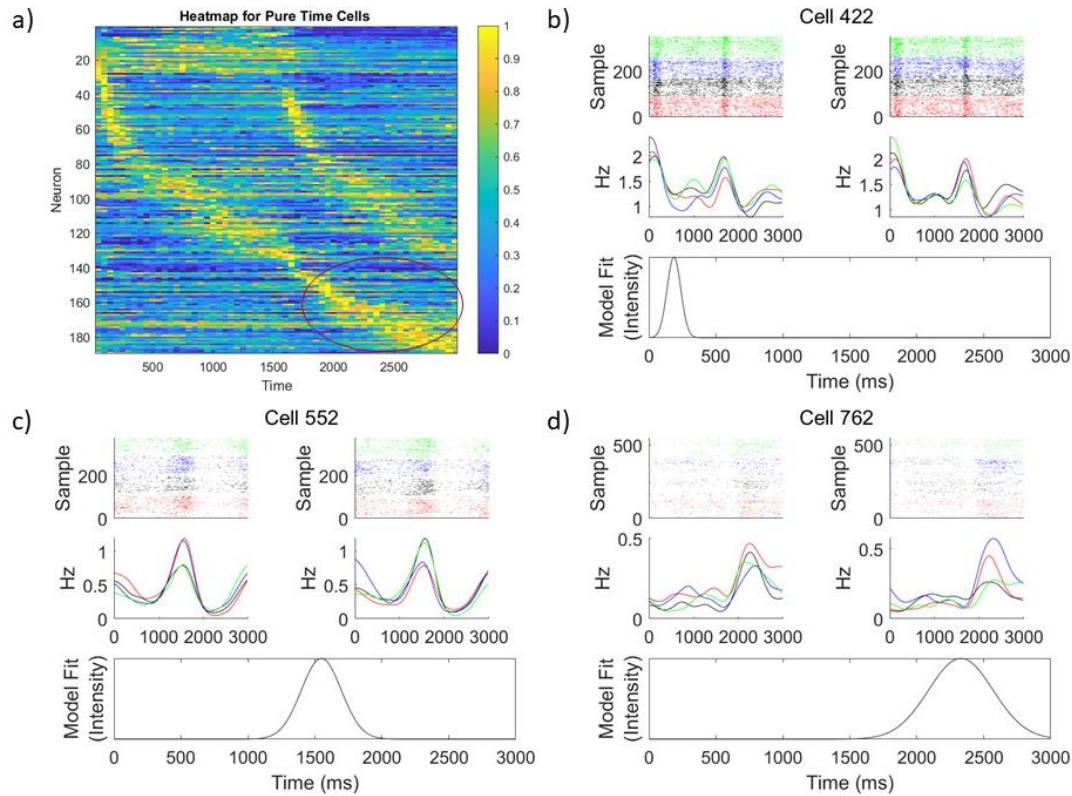 a)
Heatmap for Pure Time Cells
Neuron
20
40
60
80
100
120
140
160
180
500 1000 1500 2000 2500
Time
1
0.9
0.8
0.7
0.6
0.5
0.4
0.3
0.2
0.1
0
b)
Cell 422
Sample
200
0
Sample
200
0
Hz
2
1.5
1
0 1000 2000 3000
Hz
2
1.5
1
0 1000 2000 3000
Model Fit
(Intensity)
0 500 1000 1500 2000 2500 3000
Time (ms)
c)
Cell 552
Sample
200
0
Sample
200
0
Hz
1
0.5
0
0 1000 2000 3000
Hz
1
0.5
0
0 1000 2000 3000
Model Fit
(Intensity)
0 500 1000 1500 2000 2500 3000
Time (ms)
d)
Cell 762
Sample
500
0
Sample
500
0
Hz
0.5
0
0 1000 2000 3000
Hz
0.5
0
0 1000 2000 3000
Model Fit
(Intensity)
0 500 1000 1500 2000 2500 3000
Time (ms)